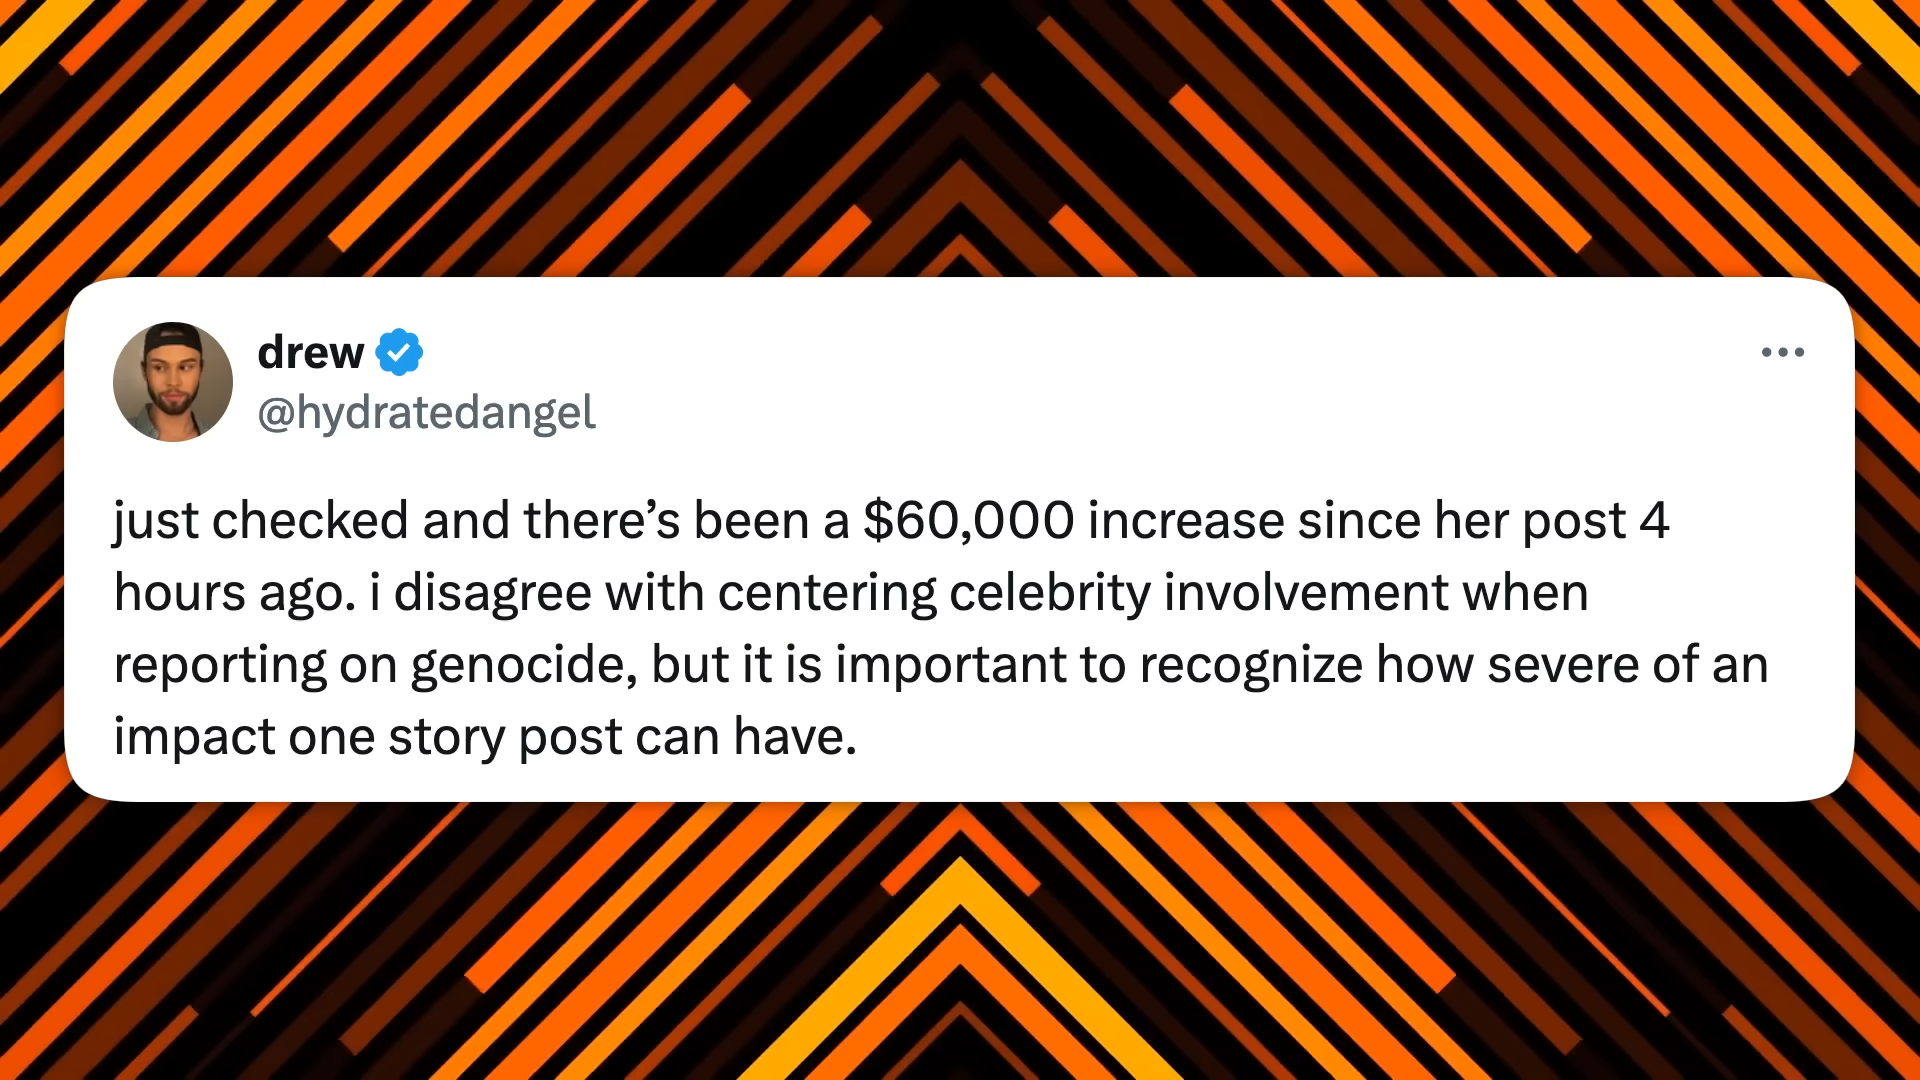 drew
@hydratedangel
just checked and there’s been a $60,000 increase since her post 4
hours ago. i disagree with centering celebrity involvement when
reporting on genocide, but it is important to recognize how severe of an
impact one story post can have.